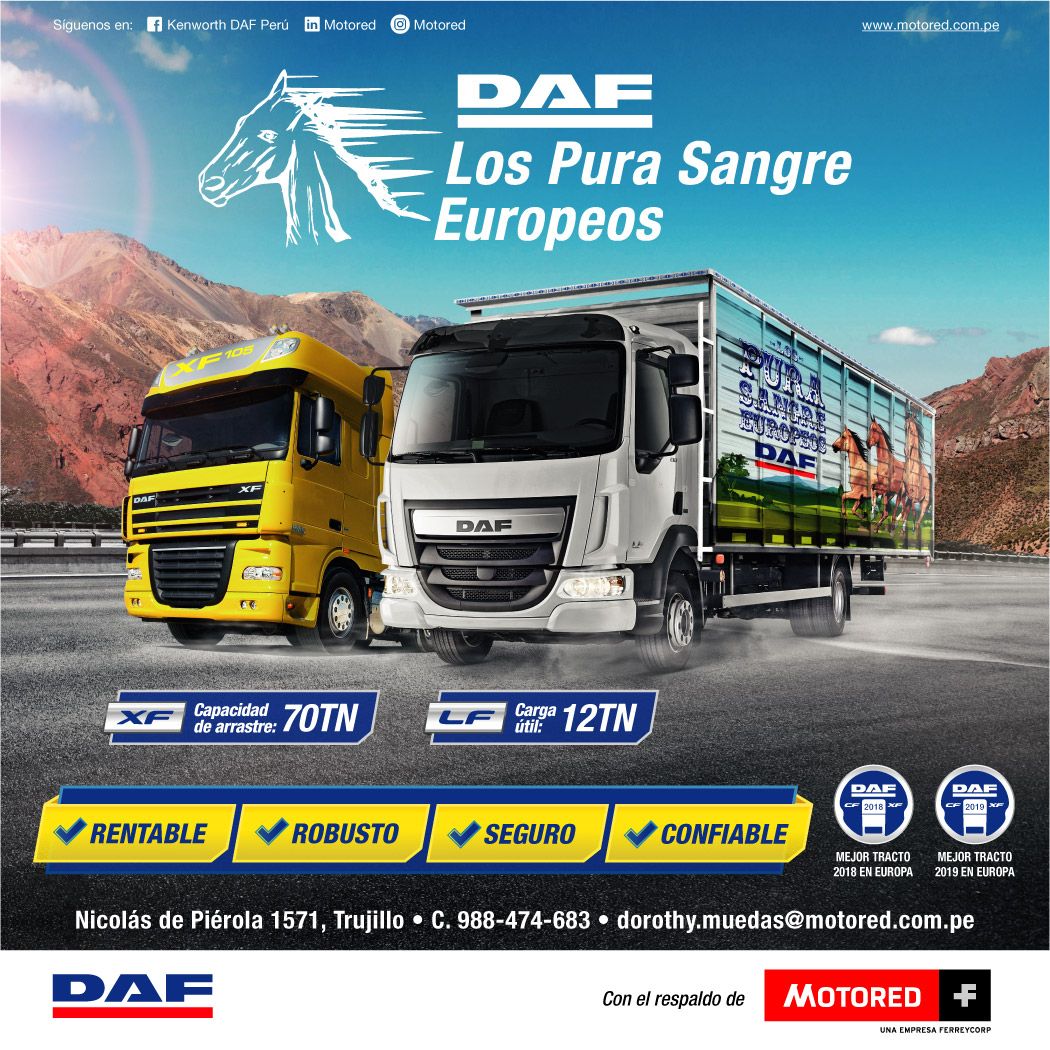 Síguenos en: Kenworth DAF Perú Motored Motored
www.motored.com.pe
DAF
Los Pura Sangre
Europeos
XF 105
DAF XF
DAF
LOS
PURA
SANGRE
EUROPEOS
DAF
XF Capacidad de arrastre: 70TN
LF Carga útil: 12TN
RENTABLE
ROBUSTO
SEGURO
CONFIABLE
DAF
CF 2018 XF
MEJOR TRACTO
2018 EN EUROPA
DAF
CF 2019 XF
MEJOR TRACTO
2019 EN EUROPA
Nicolás de Piérola 1571, Trujillo • C. 988-474-683 • dorothy.muedas@motored.com.pe
DAF
Con el respaldo de
MOTORED
UNA EMPRESA FERREYCORP